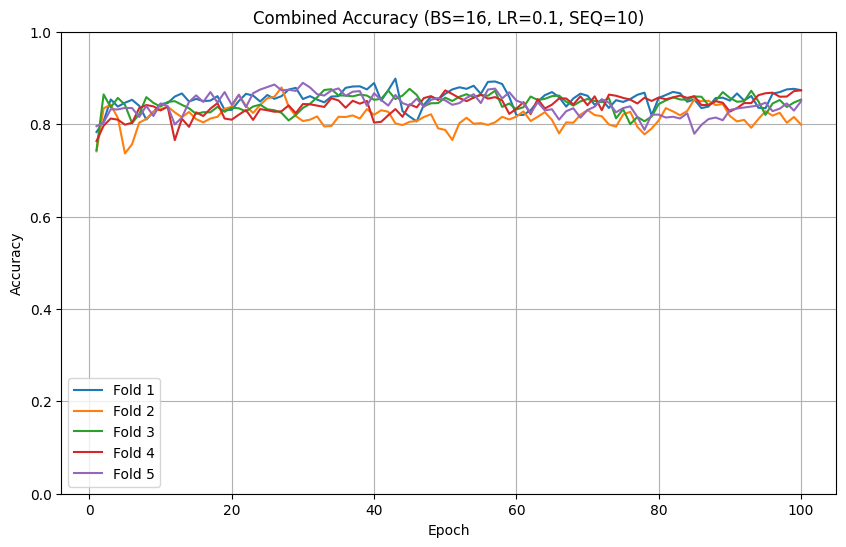 Combined Accuracy (BS=16, LR=0.1, SEQ=10)
1.0
0.8
0.6
0.4
0.2
0.0
Accuracy
Fold 1
Fold 2
Fold 3
Fold 4
Fold 5
0 20 40 60 80 100
Epoch